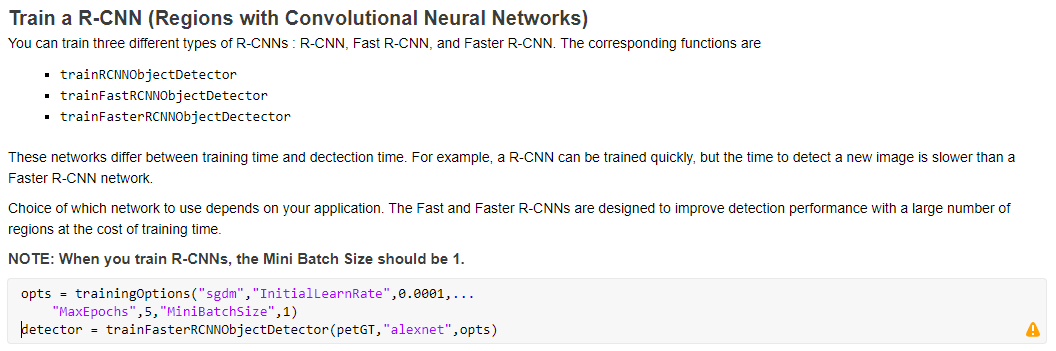 Train a R-CNN (Regions with Convolutional Neural Networks)
You can train three different types of R-CNNs : R-CNN, Fast R-CNN, and Faster R-CNN. The corresponding functions are
▪ trainRCNNObjectDetector
▪ trainFastRCNNObjectDetector
▪ trainFasterRCNNObjectDectector
These networks differ between training time and dectection time. For example, a R-CNN can be trained quickly, but the time to detect a new image is slower than a
Faster R-CNN network.
Choice of which network to use depends on your application. The Fast and Faster R-CNNs are designed to improve detection performance with a large number of
regions at the cost of training time.
NOTE: When you train R-CNNs, the Mini Batch Size should be 1.
opts = trainingOptions("sgdm","InitialLearnRate",0.0001,...
"MaxEpochs",5,"MiniBatchSize",1)
detector = trainFasterRCNNObjectDetector(petGT,"alexnet",opts)